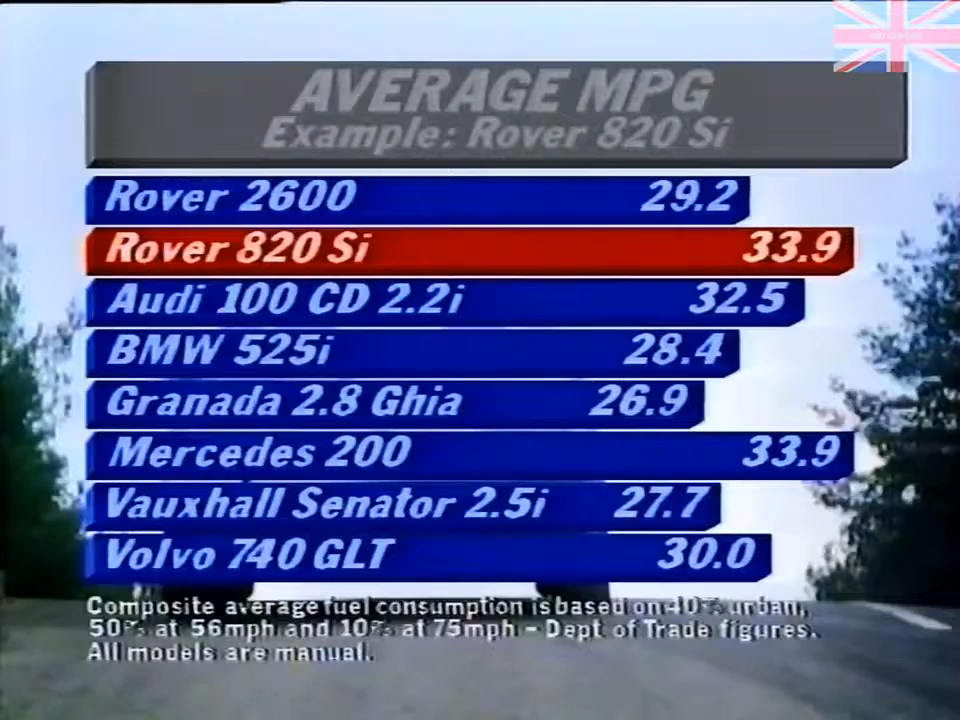 AVERAGE MPG
Example: Rover 820 Si
Rover 2600 29.2
Rover 820 Si 33.9
Audi 100 CD 2.2i 32.5
BMW 525i 28.4
Granada 2.8 Ghia 26.9
Mercedes 200 33.9
Vauxhall Senator 2.5i 27.7
Volvo 740 GLT 30.0
Composite average fuel consumption is based on 40% urban,
50% at 56mph and 10% at 75mph - Dept of Trade figures.
All models are manual.